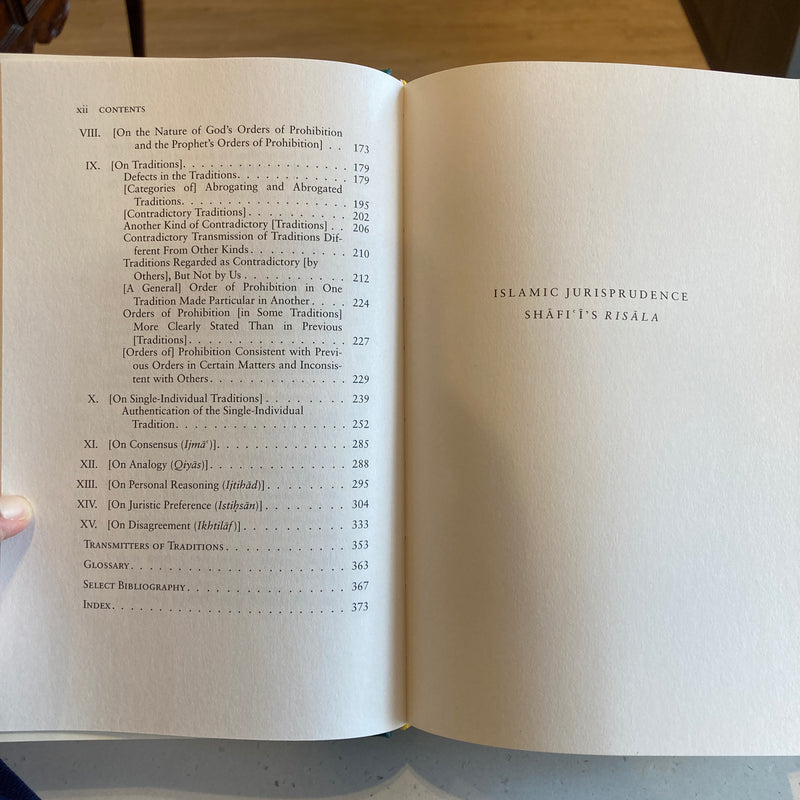 xii CONTENTS
VIII. [On the Nature of God's Orders of Prohibition
and the Prophet's Orders of Prohibition] . . 173
IX. [On Traditions]. . . . . . . . . . . . . . . . . 179
Defects in the Traditions. . . . . . . . . . . . 179
[Categories of] Abrogating and Abrogated
Traditions. . . . . . . . . . . . . . . . . . 195
[Contradictory Traditions] . . . . . . . . . . 202
Another Kind of Contradictory [Traditions] . . 206
Contradictory Transmission of Traditions Dif-
ferent From Other Kinds . . . . . . . . . . 210
Traditions Regarded as Contradictory [by
Others], But Not by Us . . . . . . . . . . . 212
[A General] Order of Prohibition in One
Tradition Made Particular in Another . . . . 224
Orders of Prohibition [in Some Traditions]
More Clearly Stated Than in Previous
[Traditions] . . . . . . . . . . . . . . . . . 227
[Orders of] Prohibition Consistent with Previ-
ous Orders in Certain Matters and Inconsis-
tent with Others . . . . . . . . . . . . . . . 229
X. [On Single-Individual Traditions] . . . . . . . . 239
Authentication of the Single-Individual
Tradition. . . . . . . . . . . . . . . . . . . 252
XI. [On Consensus (Ijmāʿ)]. . . . . . . . . . . . . 285
XII. [On Analogy (Qiyās)] . . . . . . . . . . . . . . 288
XIII. [On Personal Reasoning (Ijtihād)] . . . . . . . . 295
XIV. [On Juristic Preference (Istiḥsān)] . . . . . . . . 304
XV. [On Disagreement (Ikhtilāf)] . . . . . . . . . . 333
Transmitters of Traditions . . . . . . . . . . . . 353
Glossary. . . . . . . . . . . . . . . . . . . . . 363
Select Bibliography . . . . . . . . . . . . . . . 367
Index . . . . . . . . . . . . . . . . . . . . . . 373
ISLAMIC JURISPRUDENCE
SHĀFIʿĪ'S RISĀLA